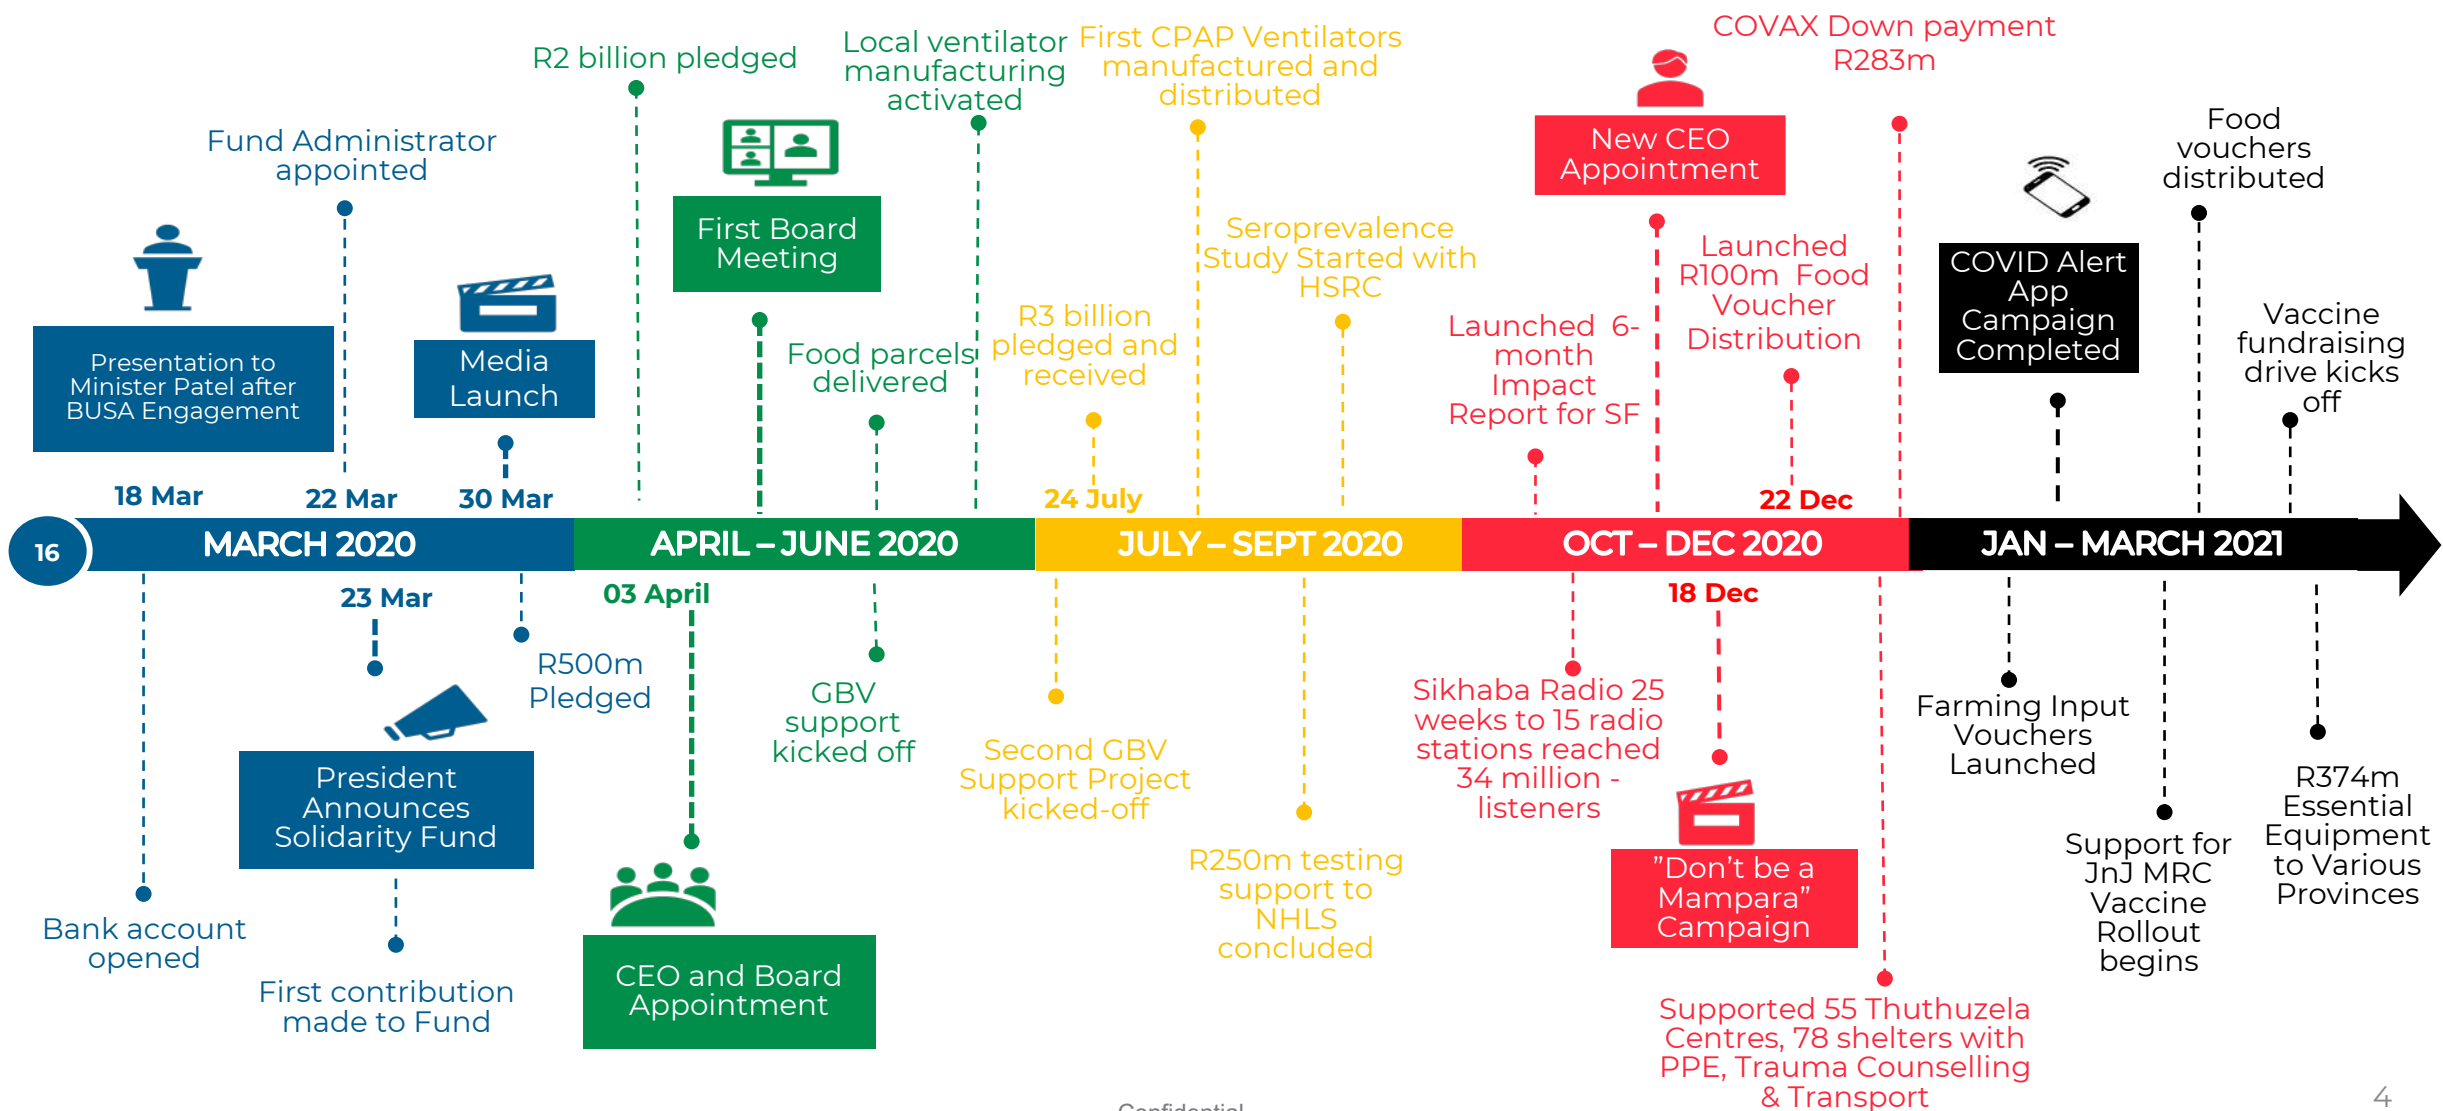 COVAX Down payment
R283m
R2 billion pledged
Local ventilator
manufacturing
activated
First CPAP Ventilators
manufactured and
distributed
Fund Administrator
appointed
New CEO
Appointment
Food
vouchers
distributed
First Board
Meeting
Seroprevalence
Study Started with
HSRC
Launched
R100m Food
Voucher
Distribution
COVID Alert
App
Campaign
Completed
Presentation to
Minister Patel after
BUSA Engagement
Media
Launch
Food parcels
delivered
R3 billion
pledged and
received
Launched 6-
month
Impact
Report for SF
Vaccine
fundraising
drive kicks
off
18 Mar
22 Mar
30 Mar
24 July
22 Dec
16
MARCH 2020
APRIL – JUNE 2020
JULY – SEPT 2020
OCT – DEC 2020
JAN – MARCH 2021
23 Mar
03 April
18 Dec
R500m
Pledged
GBV
support
kicked off
Second GBV
Support Project
kicked-off
Sikhaba Radio 25
weeks to 15 radio
stations reached
34 million -
listeners
Farming Input
Vouchers
Launched
President
Announces
Solidarity Fund
R374m
Essential
Equipment
to Various
Provinces
Bank account
opened
First contribution
made to Fund
CEO and Board
Appointment
R250m testing
support to
NHLS
concluded
”Don’t be a
Mampara”
Campaign
Support for
JnJ MRC
Vaccine
Rollout
begins
Supported 55 Thuthuzela
Centres, 78 shelters with
PPE, Trauma Counselling
& Transport
Confidential
4